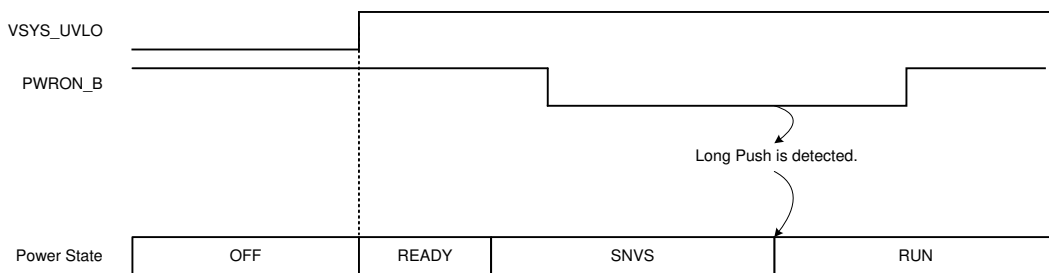 VSYS_UVLO
PWRON_B
Long Push is detected.
Power State OFF READY SNVS RUN